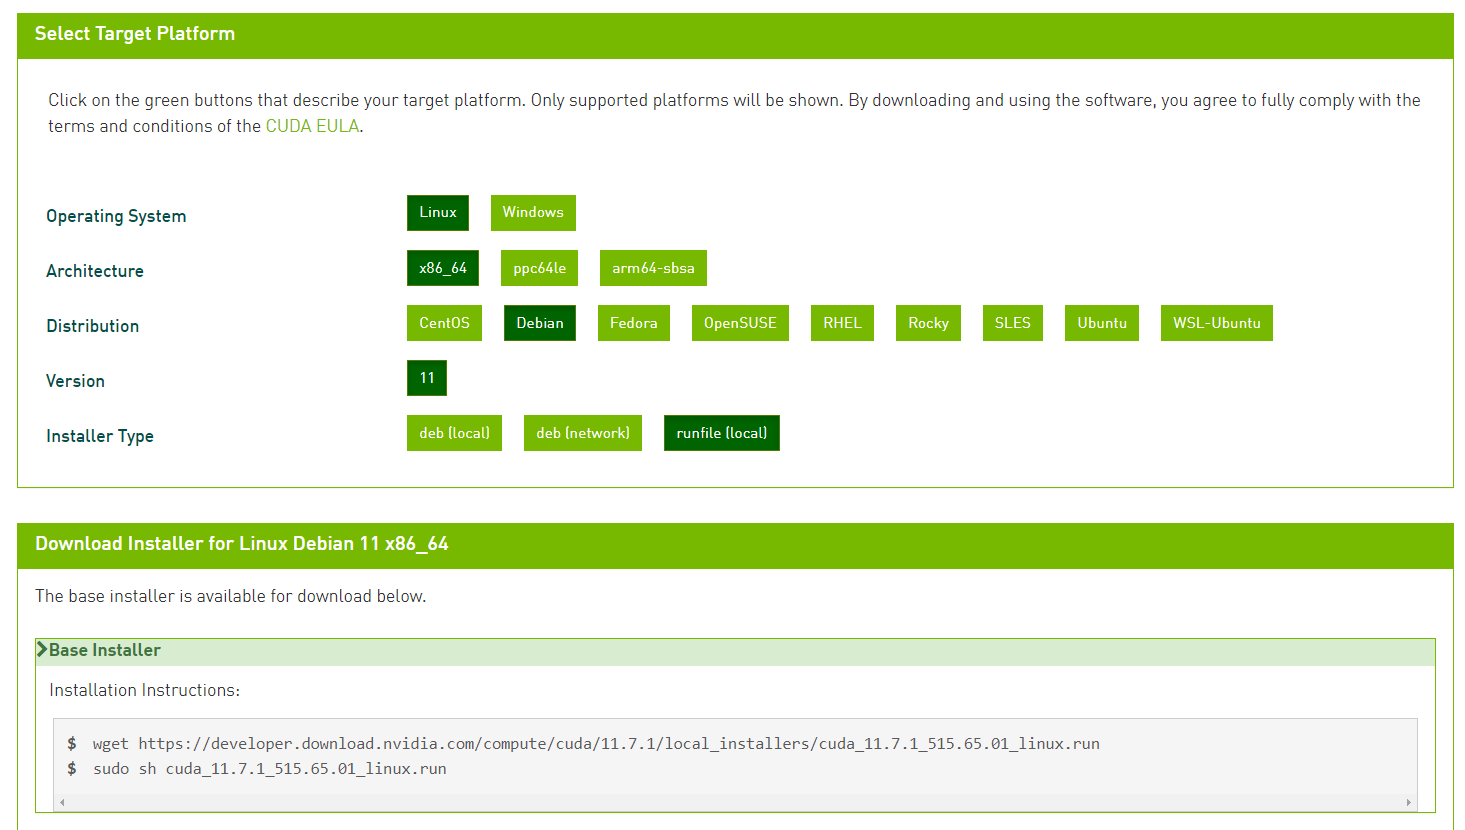 Select Target Platform
Click on the green buttons that describe your target platform. Only supported platforms will be shown. By downloading and using the software, you agree to fully comply with the
terms and conditions of the CUDA EULA.
Operating System Linux Windows
Architecture x86_64 ppc64le arm64-sbsa
Distribution CentOS Debian Fedora OpenSUSE RHEL Rocky SLES Ubuntu WSL-Ubuntu
Version 11
Installer Type deb (local) deb (network) runfile (local)
Download Installer for Linux Debian 11 x86_64
The base installer is available for download below.
Base Installer
Installation Instructions:
$ wget https://developer.download.nvidia.com/compute/cuda/11.7.1/local_installers/cuda_11.7.1_515.65.01_linux.run
$ sudo sh cuda_11.7.1_515.65.01_linux.run